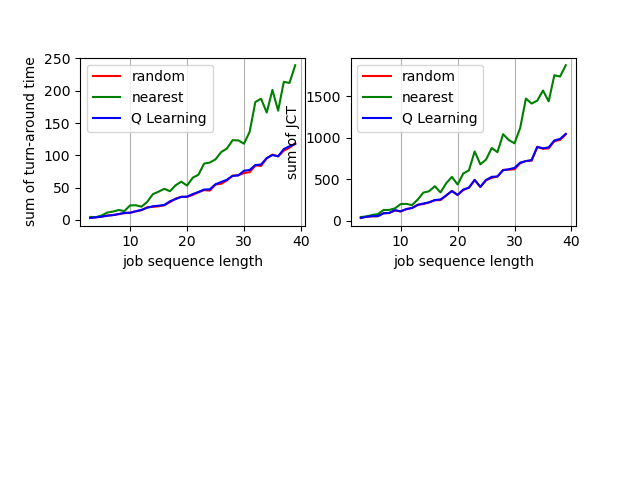 sum of turn-around time
250
200
150
100
50
0
random
nearest
Q Learning
10
20
30
40
job sequence length
sum of JCT
1500
1000
500
0
random
nearest
Q Learning
10
20
30
40
job sequence length